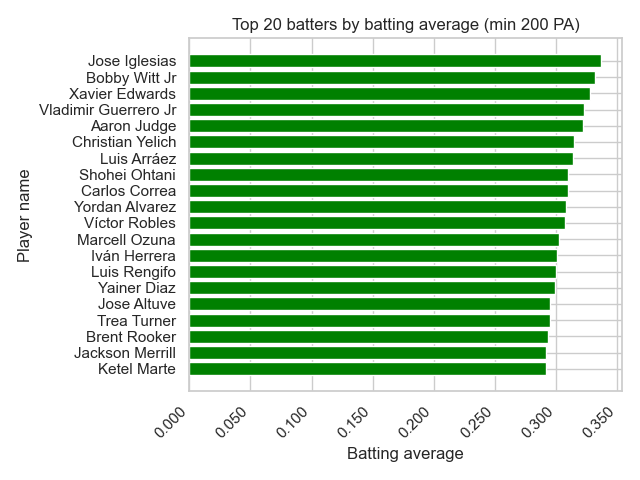 Top 20 batters by batting average (min 200 PA)
Player name
Jose Iglesias
Bobby Witt Jr
Xavier Edwards
Vladimir Guerrero Jr
Aaron Judge
Christian Yelich
Luis Arráez
Shohei Ohtani
Carlos Correa
Yordan Alvarez
Víctor Robles
Marcell Ozuna
Iván Herrera
Luis Rengifo
Yainer Diaz
Jose Altuve
Trea Turner
Brent Rooker
Jackson Merrill
Ketel Marte
0.000 0.050 0.100 0.150 0.200 0.250 0.300 0.350
Batting average